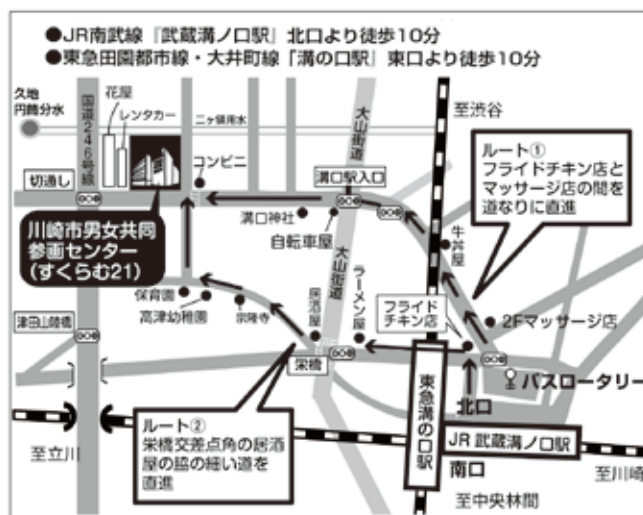 ●JR南武線『武蔵溝ノ口駅』北口より徒歩10分
●東急田園都市線・大井町線「溝の口駅」東口より徒歩10分
久地
円筒分水
国道246号線
花屋
レンタカー
二ヶ領用水
大山街道
至渋谷
コンビニ
切通し
溝口駅入口
ルート①
フライドチキン店と
マッサージ店の間を
道なりに直進
川崎市男女共同
参画センター
(すくらむ21)
溝口神社
自転車屋
牛丼屋
大山街道
保育園
高津幼稚園
宗隆寺
居酒屋
ラーメン屋
フライド
チキン店
2Fマッサージ店
津田山陸橋
栄橋
北口
バスロータリー
東急溝の口駅
ルート②
栄橋交差点角の居酒
屋の脇の細い道を
直進
JR 武蔵溝ノ口駅
至立川
南口
至川崎
至中央林間